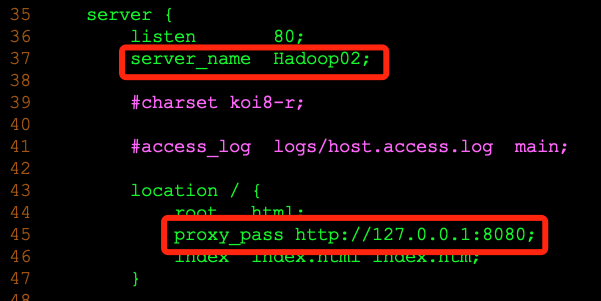 35 server {
36 listen 80;
37 server_name Hadoop02;
38
39 #charset koi8-r;
40
41 #access_log logs/host.access.log main;
42
43 location / {
44 root html;
45 proxy_pass http://127.0.0.1:8080;
46 index index.html index.htm;
47 }
48